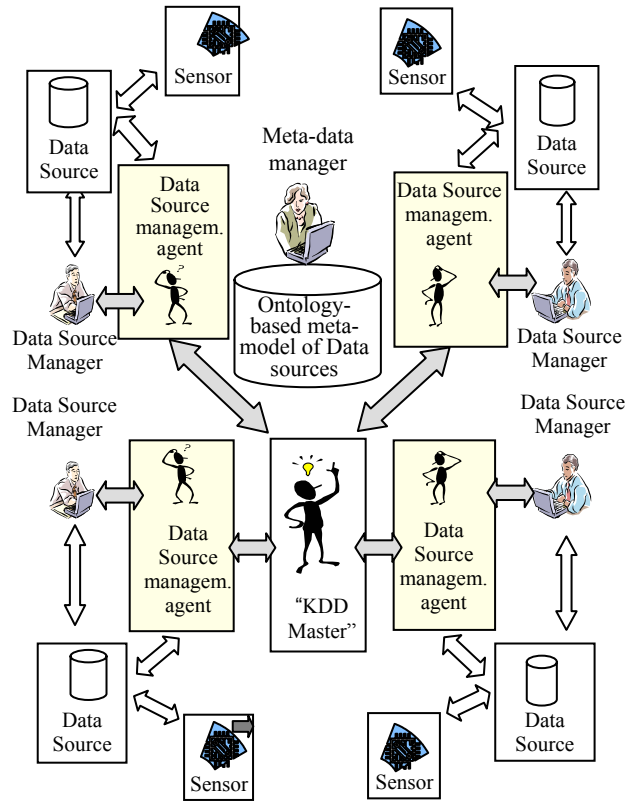 Sensor
Sensor
Data
Source
Data
Source
Meta-data
manager
Data
Source
managem.
agent
?
Data Source
managem.
agent
Ontology-
based meta-
model of Data
sources
Data Source
Manager
Data Source
Manager
Data Source
Manager
Data Source
Manager
?
Data
Source
managem.
agent
Data
Source
managem.
agent
“KDD
Master”
Data
Source
Data
Source
Sensor
Sensor